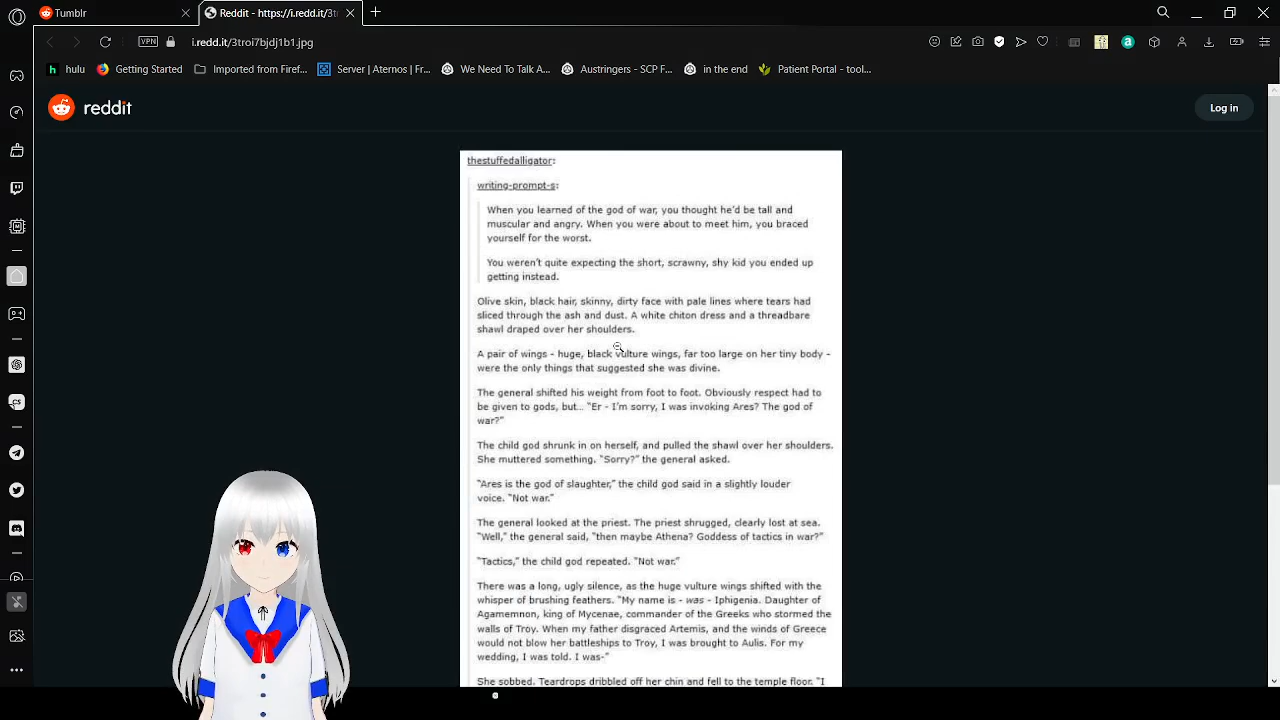 Tumblr
Reddit - https://i.redd.it/3tr
VPN
i.redd.it/3troi7bjdj1b1.jpg
h hulu
Getting Started
Imported from Firef...
Server | Aternos | Fr...
We Need To Talk A...
Austringers - SCP F...
in the end
Patient Portal - tool...
reddit
Log in
thestuffedalligator:
writing-prompt-s:
When you learned of the god of war, you thought he'd be tall and
muscular and angry. When you were about to meet him, you braced
yourself for the worst.
You weren't quite expecting the short, scrawny, shy kid you ended up
getting instead.
Olive skin, black hair, skinny, dirty face with pale lines where tears had
sliced through the ash and dust. A white chiton dress and a threadbare
shawl draped over her shoulders.
A pair of wings - huge, black vulture wings, far too large on her tiny body -
were the only things that suggested she was divine.
The general shifted his weight from foot to foot. Obviously respect had to
be given to gods, but... "Er - I'm sorry, I was invoking Ares? The god of
war?"
The child god shrunk in on herself, and pulled the shawl over her shoulders.
She muttered something. "Sorry?" the general asked.
"Ares is the god of slaughter," the child god said in a slightly louder
voice. "Not war."
The general looked at the priest. The priest shrugged, clearly lost at sea.
"Well," the general said, "then maybe Athena? Goddess of tactics in war?"
"Tactics," the child god repeated. "Not war."
There was a long, ugly silence, as the huge vulture wings shifted with the
whisper of brushing feathers. "My name is - was - Iphigenia. Daughter of
Agamemnon, king of Mycenae, commander of the Greeks who stormed the
walls of Troy. When my father disgraced Artemis, and the winds of Greece
would not blow her battleships to Troy, I was brought to Aulis. For my
wedding, I was told. I was-"
She sobbed. Teardrops dribbled off her chin and fell to the temple floor. "I